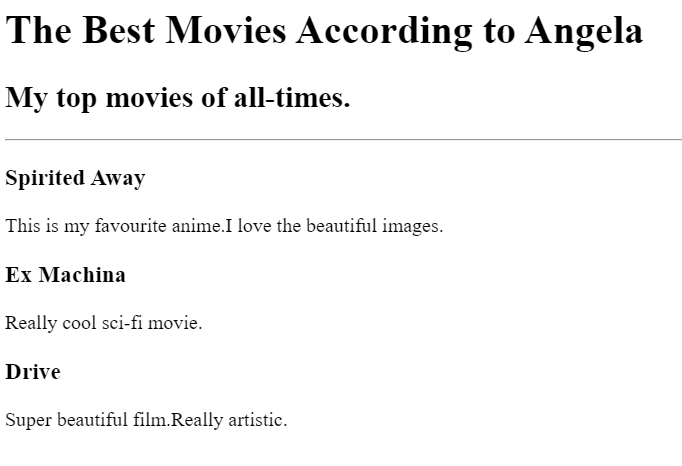 The Best Movies According to Angela
My top movies of all-times.
Spirited Away
This is my favourite anime.I love the beautiful images.
Ex Machina
Really cool sci-fi movie.
Drive
Super beautiful film.Really artistic.